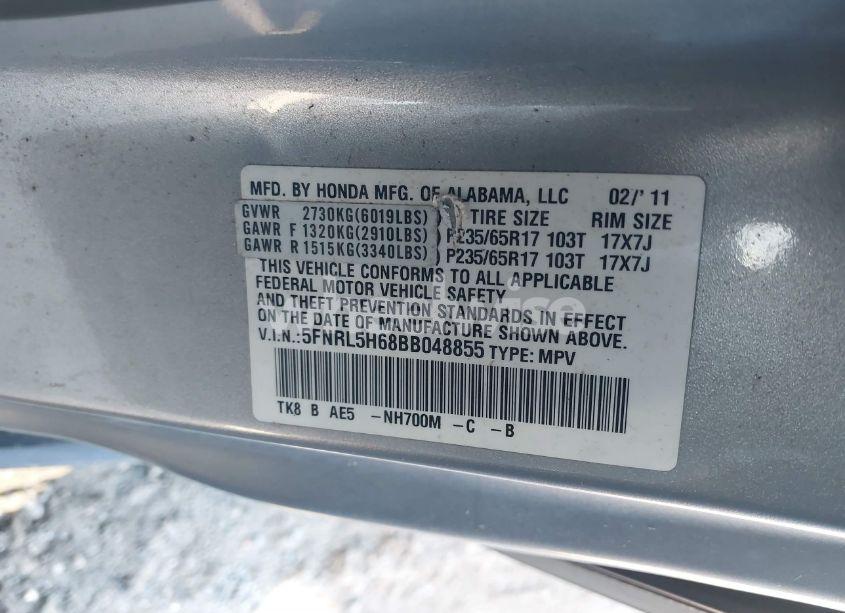 MFD. BY HONDA MFG. OF ALABAMA, LLC 02/' 11
GVWR 2730KG(6019LBS) TIRE SIZE RIM SIZE
GAWR F 1320KG(2910LBS) P235/65R17 103T 17X7J
GAWR R 1515KG(3340LBS) P235/65R17 103T 17X7J
THIS VEHICLE CONFORMS TO ALL APPLICABLE
FEDERAL MOTOR VEHICLE SAFETY
AND THEFT PREVENTION STANDARDS IN EFFECT
ON THE DATE OF MANUFACTURE SHOWN ABOVE.
V.I.N.:5FNRL5H68BB048855 TYPE: MPV
TK8 B AE5 -NH700M -C -B